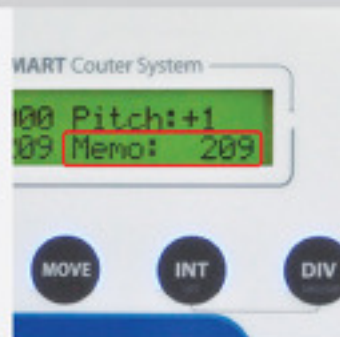 MART Couter System
00 Pitch:+1
09 Memo: 209
MOVE
INT
DIV